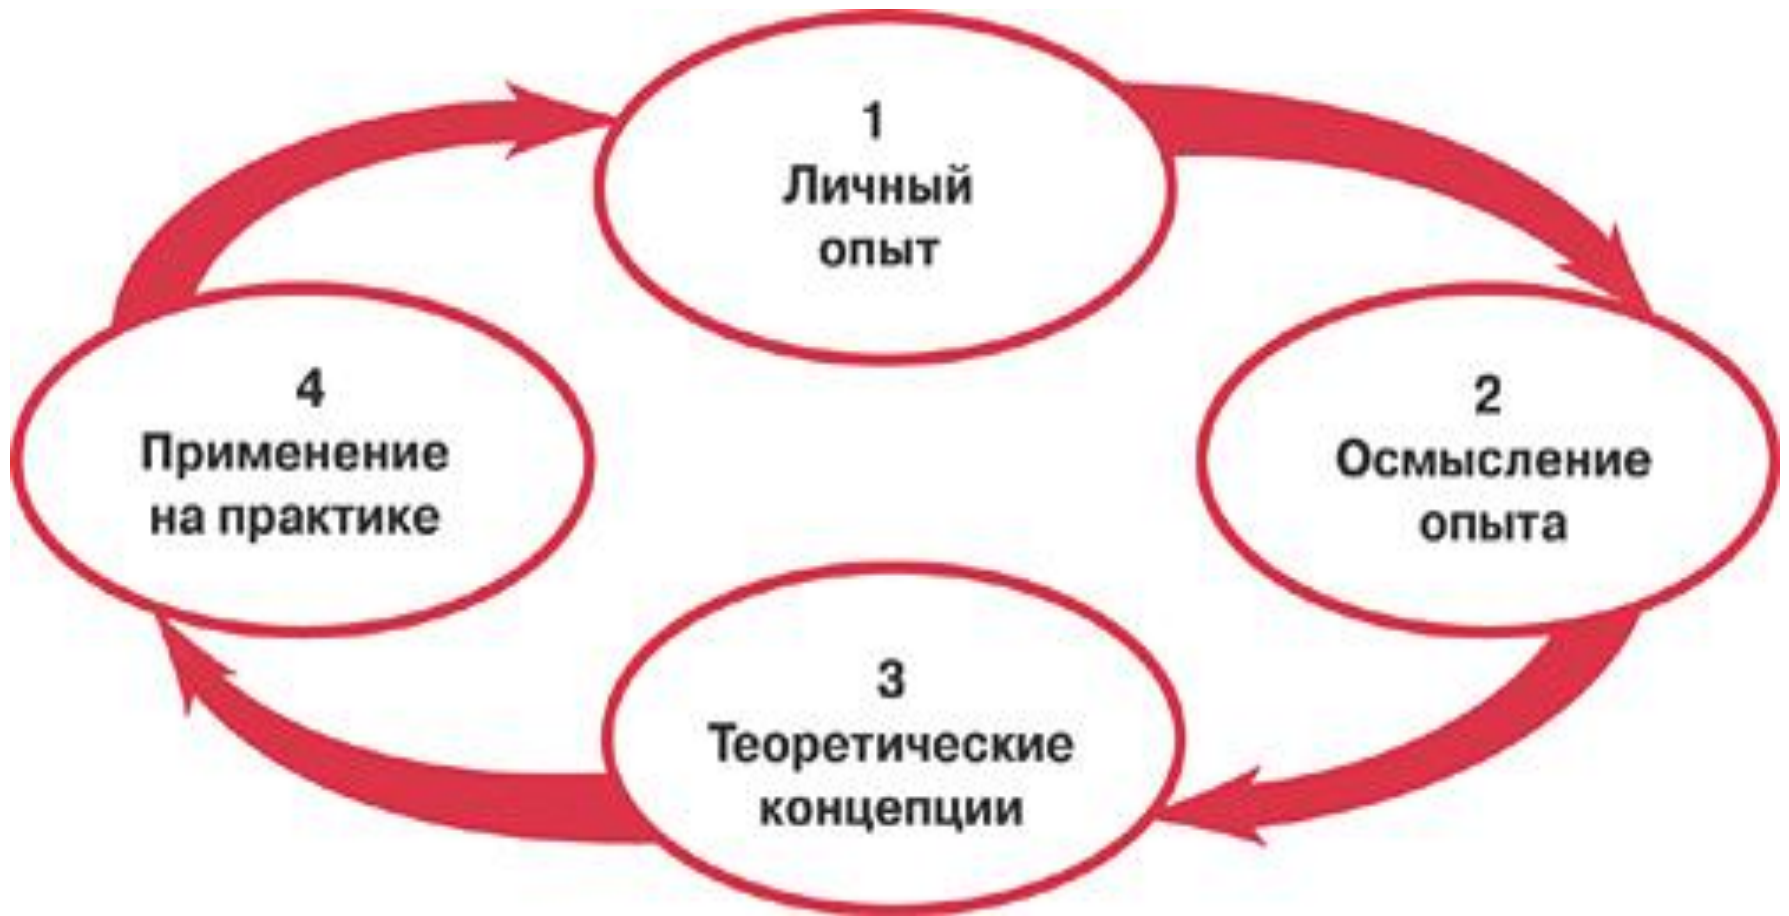 1
Личный
опыт
2
Осмысление
опыта
3
Теоретические
концепции
4
Применение
на практике